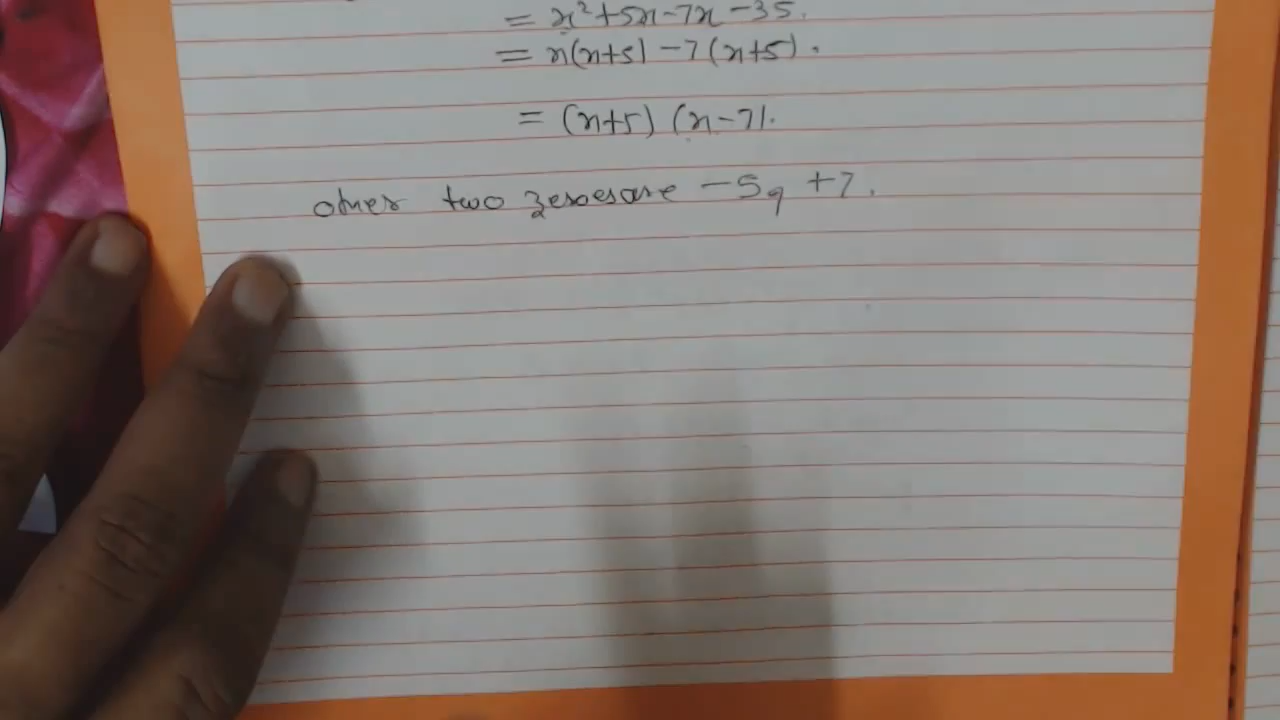 = x²+5x-7x-35.
= x(x+5) -7(x+5).
= (x+5) (x-7).
other two zeroes are -5, +7.